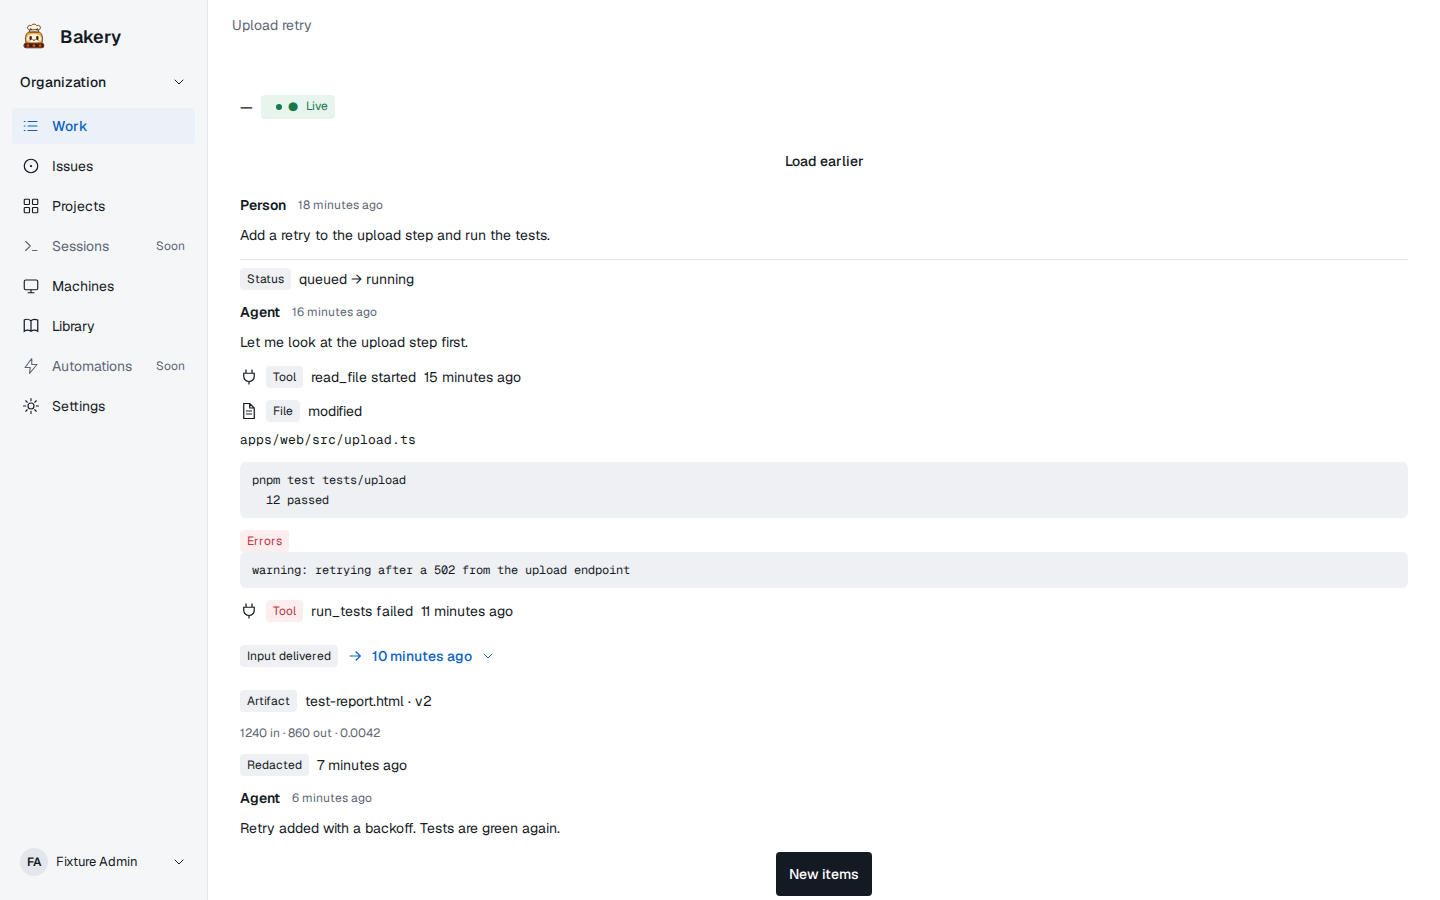 Bakery
Organization
Work
Issues
Projects
Sessions Soon
Machines
Library
Automations Soon
Settings
FA Fixture Admin
Upload retry
— Live
Load earlier
Person 18 minutes ago
Add a retry to the upload step and run the tests.
Status queued → running
Agent 16 minutes ago
Let me look at the upload step first.
Tool read_file started 15 minutes ago
File modified
apps/web/src/upload.ts
pnpm test tests/upload
12 passed
Errors
warning: retrying after a 502 from the upload endpoint
Tool run_tests failed 11 minutes ago
Input delivered → 10 minutes ago
Artifact test-report.html · v2
1240 in · 860 out · 0.0042
Redacted 7 minutes ago
Agent 6 minutes ago
Retry added with a backoff. Tests are green again.
New items